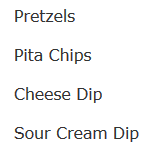 Pretzels
Pita Chips
Cheese Dip
Sour Cream Dip